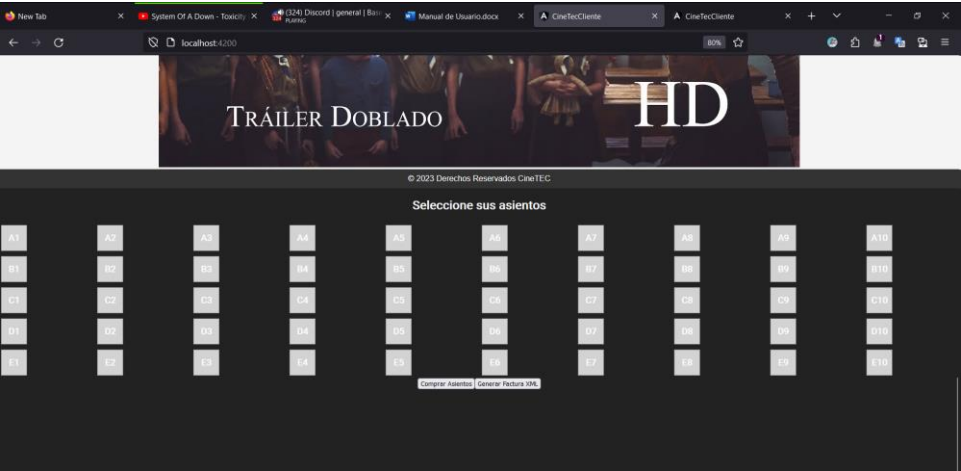 New Tab
System Of A Down - Toxicity
(324) Discord | general | Bas
PLAYING
Manual de Usuario.docx
CineTecCliente
CineTecCliente
localhost:4200
80%
TRÁILER DOBLADO
HD
© 2023 Derechos Reservados CineTEC
Seleccione sus asientos
A1 A2 A3 A4 A5 A6 A7 A8 A9 A10
B1 B2 B3 B4 B5 B6 B7 B8 B9 B10
C1 C2 C3 C4 C5 C6 C7 C8 C9 C10
D1 D2 D3 D4 D5 D6 D7 D8 D9 D10
E1 E2 E3 E4 E5 E6 E7 E8 E9 E10
Comprar Asientos Generar Factura XML